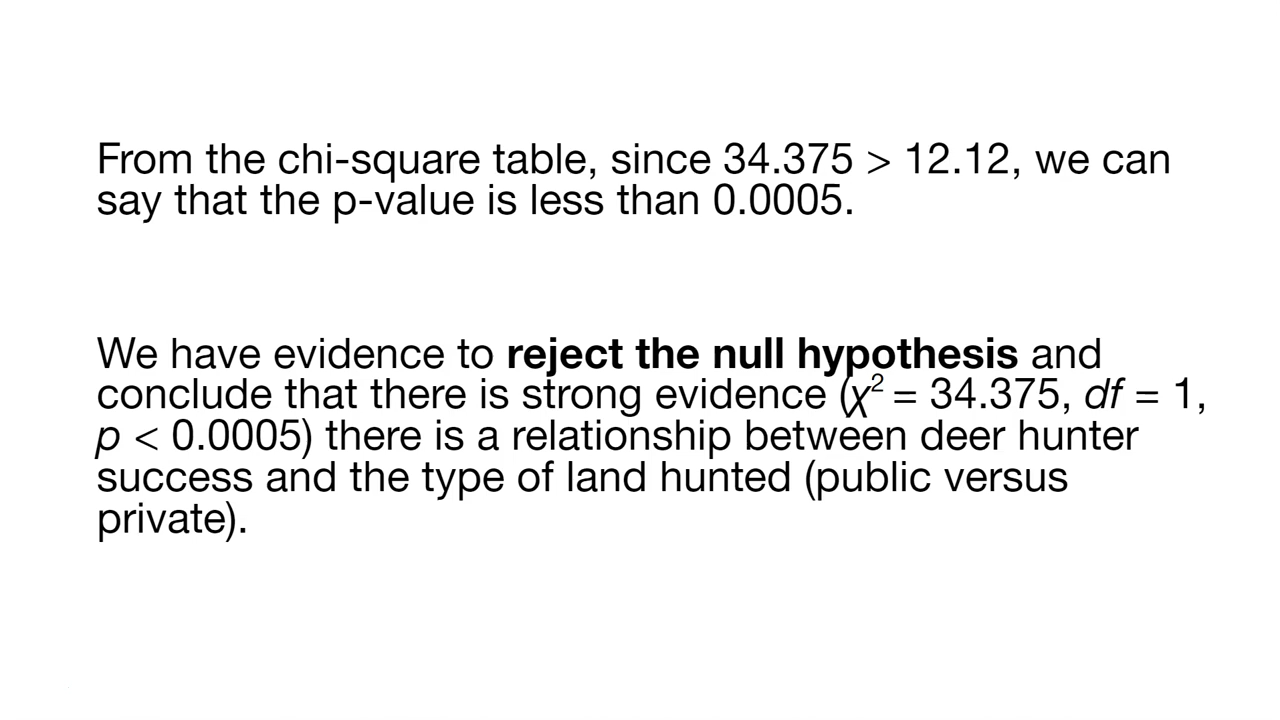 From the chi-square table, since 34.375 > 12.12, we can
say that the p-value is less than 0.0005.
We have evidence to reject the null hypothesis and
conclude that there is strong evidence (χ² = 34.375, df = 1,
p < 0.0005) there is a relationship between deer hunter
success and the type of land hunted (public versus
private).